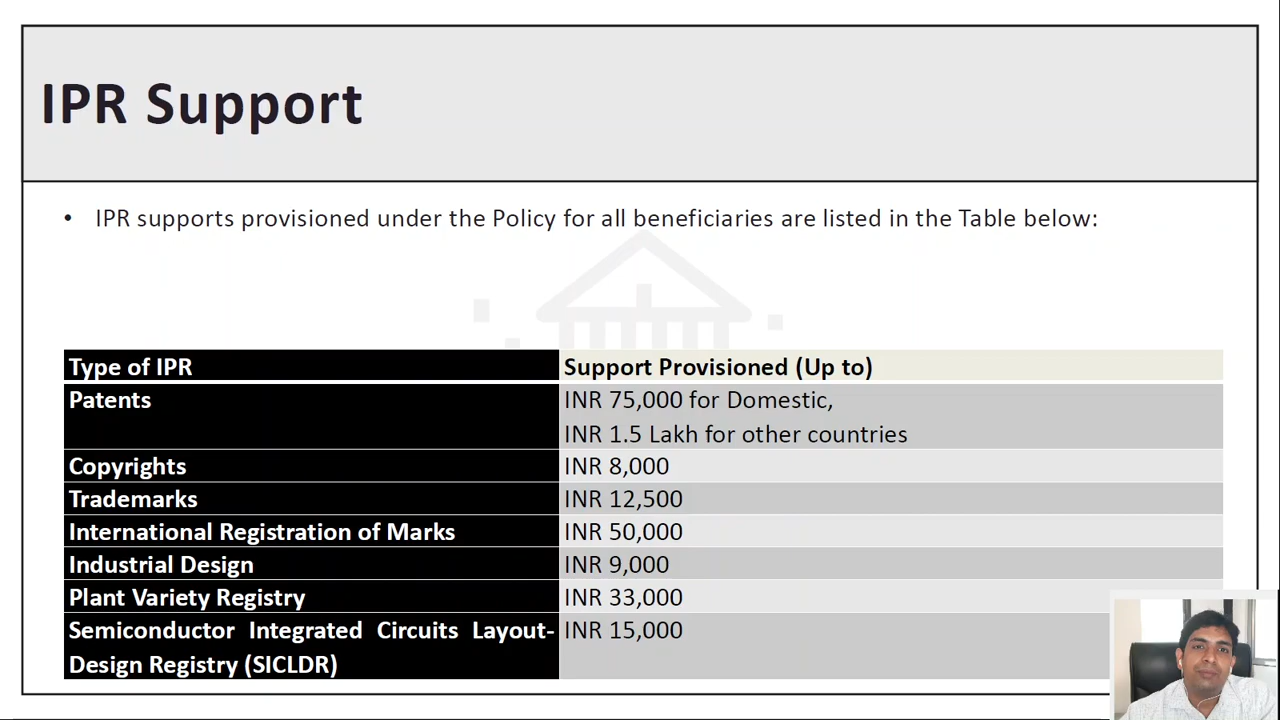 IPR Support
• IPR supports provisioned under the Policy for all beneficiaries are listed in the Table below:
Type of IPR Support Provisioned (Up to)
Patents INR 75,000 for Domestic,
INR 1.5 Lakh for other countries
Copyrights INR 8,000
Trademarks INR 12,500
International Registration of Marks INR 50,000
Industrial Design INR 9,000
Plant Variety Registry INR 33,000
Semiconductor Integrated Circuits Layout- INR 15,000
Design Registry (SICLDR)